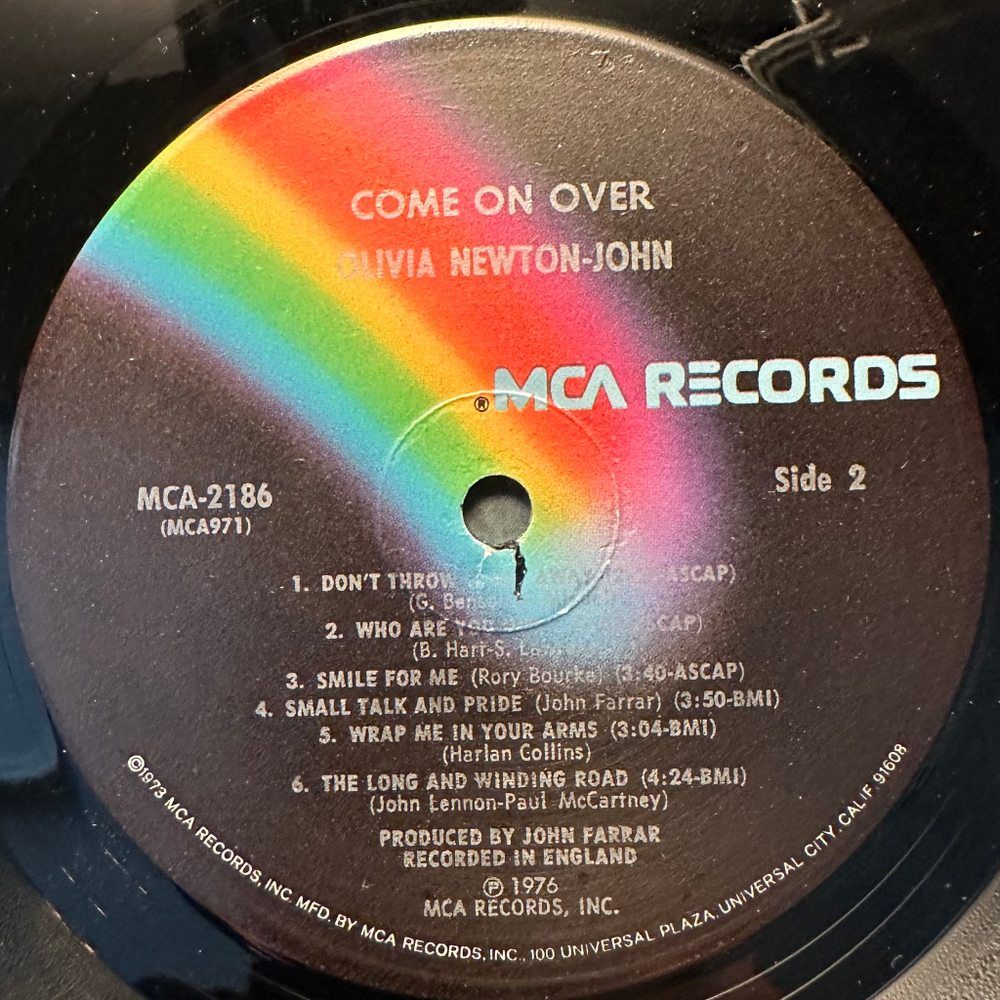 COME ON OVER
OLIVIA NEWTON-JOHN
® MCA RECORDS
Side 2
MCA-2186
(MCA971)
1. DON'T THROW ASCAP)
(G. Bens
2. WHO ARE YOU CAP)
(B. Hart-S.
3. SMILE FOR ME (Rory Bourke) (3:40-ASCAP)
4. SMALL TALK AND PRIDE (John Farrar) (3:50-BMI)
5. WRAP ME IN YOUR ARMS (3:04-BMI)
(Harlan Collins)
6. THE LONG AND WINDING ROAD (4:24-BMI)
(John Lennon-Paul McCartney)
PRODUCED BY JOHN FARRAR
RECORDED IN ENGLAND
℗ 1976
MCA RECORDS, INC.
©1973 MCA RECORDS, INC. MFD. BY MCA RECORDS, INC., 100 UNIVERSAL PLAZA, UNIVERSAL CITY, CALIF 91608